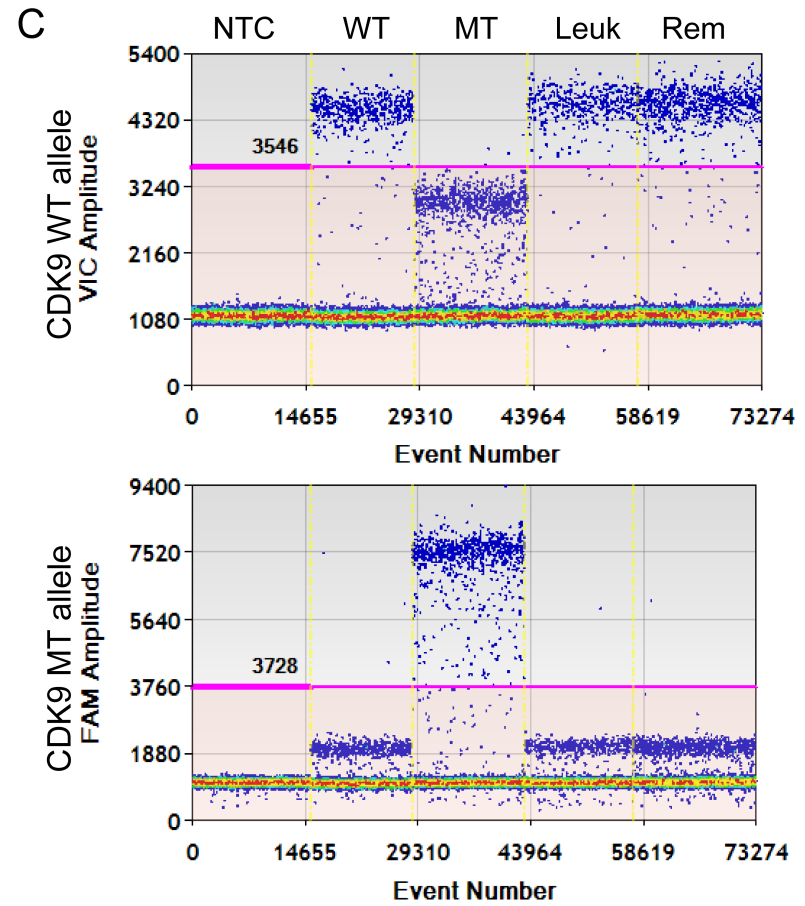 C
NTC WT MT Leuk Rem
CDK9 WT allele
VIC Amplitude
5400
4320
3546
3240
2160
1080
0
0 14655 29310 43964 58619 73274
Event Number
CDK9 MT allele
FAM Amplitude
9400
7520
5640
3728
3760
1880
0
0 14655 29310 43964 58619 73274
Event Number